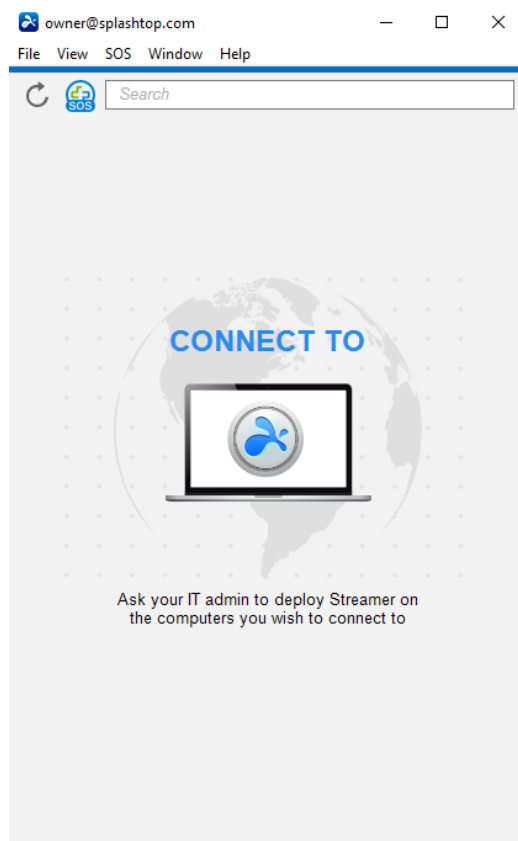 owner@splashtop.com
File View SOS Window Help
SOS
Search
CONNECT TO
Ask your IT admin to deploy Streamer on
the computers you wish to connect to